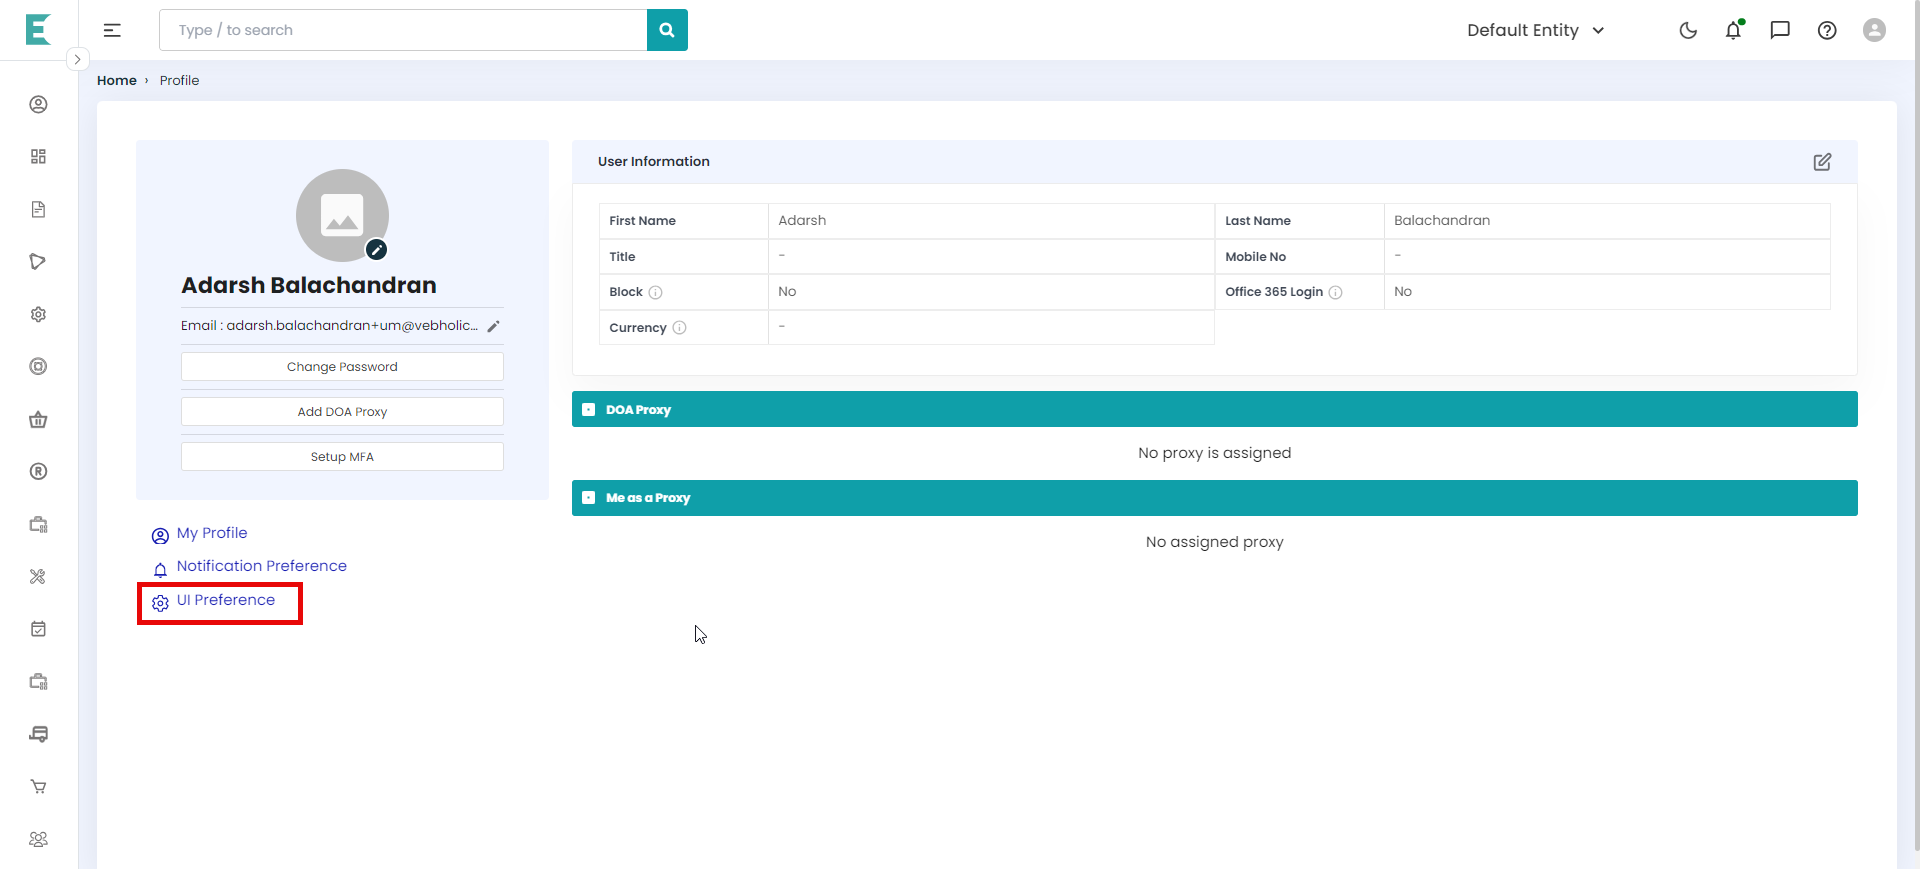 Type / to search
Default Entity
Home › Profile
Adarsh Balachandran
Email : adarsh.balachandran+um@vebholic...
Change Password
Add DOA Proxy
Setup MFA
My Profile
Notification Preference
UI Preference
User Information
First Name Adarsh Last Name Balachandran
Title - Mobile No -
Block No Office 365 Login No
Currency -
DOA Proxy
No proxy is assigned
Me as a Proxy
No assigned proxy